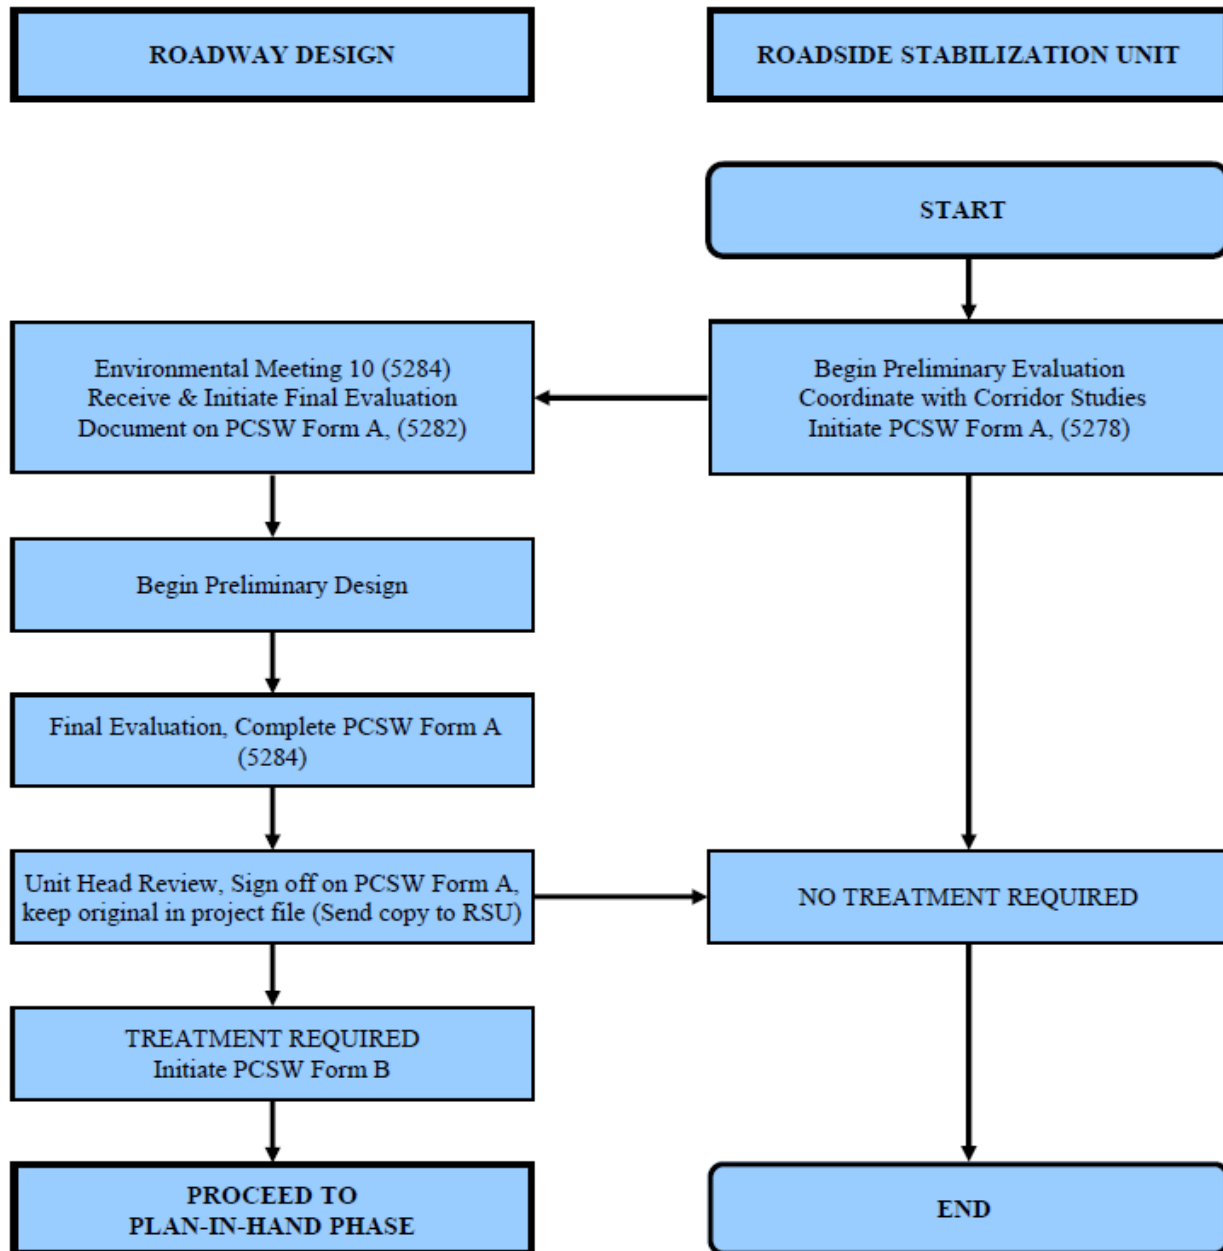 ROADWAY DESIGN
ROADSIDE STABILIZATION UNIT
START
Begin Preliminary Evaluation
Coordinate with Corridor Studies
Initiate PCSW Form A, (5278)
Environmental Meeting 10 (5284)
Receive & Initiate Final Evaluation
Document on PCSW Form A, (5282)
Begin Preliminary Design
Final Evaluation, Complete PCSW Form A
(5284)
Unit Head Review, Sign off on PCSW Form A,
keep original in project file (Send copy to RSU)
NO TREATMENT REQUIRED
TREATMENT REQUIRED
Initiate PCSW Form B
PROCEED TO
PLAN-IN-HAND PHASE
END